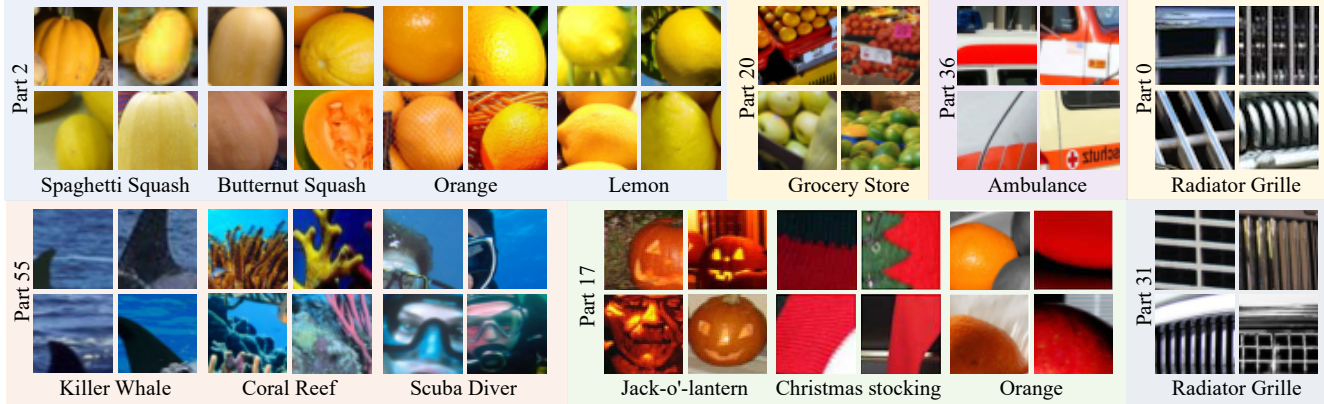 Part 2
Spaghetti Squash
Butternut Squash
Orange
Lemon
Part 20
Grocery Store
Part 36
schutz
Ambulance
Part 0
Radiator Grille
Part 55
Killer Whale
Coral Reef
Scuba Diver
Part 17
Jack-o'-lantern
Christmas stocking
Orange
Part 31
Radiator Grille